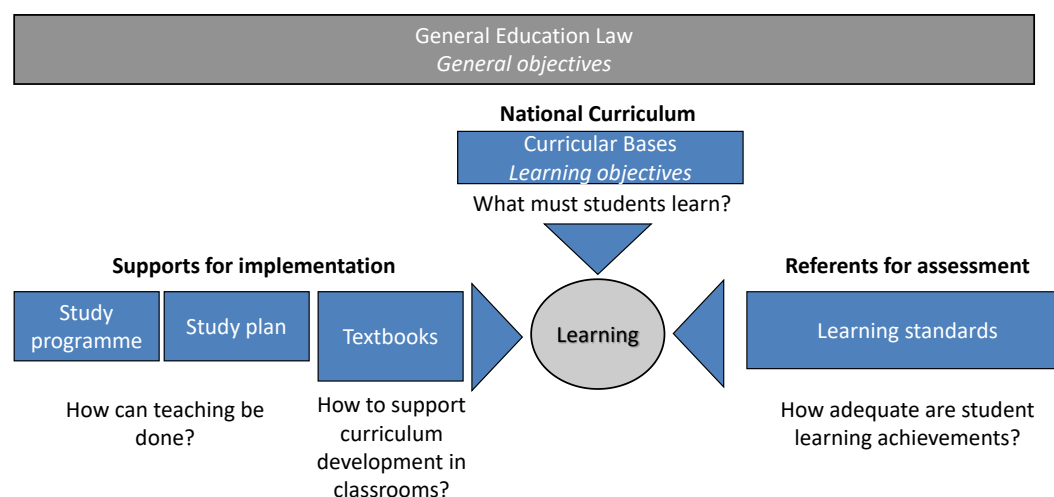 General Education Law
General objectives
National Curriculum
Curricular Bases
Learning objectives
What must students learn?
Supports for implementation
Referents for assessment
Study
programme
Study plan
Textbooks
Learning
Learning standards
How can teaching be
done?
How to support
curriculum
development in
classrooms?
How adequate are student
learning achievements?